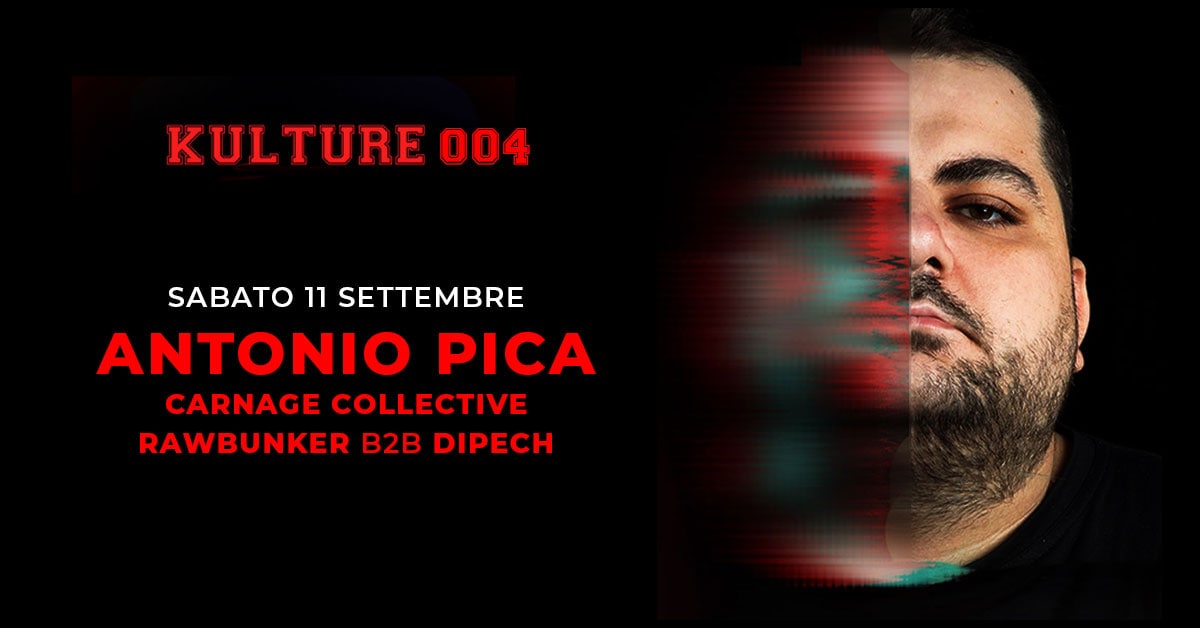 KULTURE 004
SABATO 11 SETTEMBRE
ANTONIO PICA
CARNAGE COLLECTIVE
RAWBUNKER B2B DIPECH